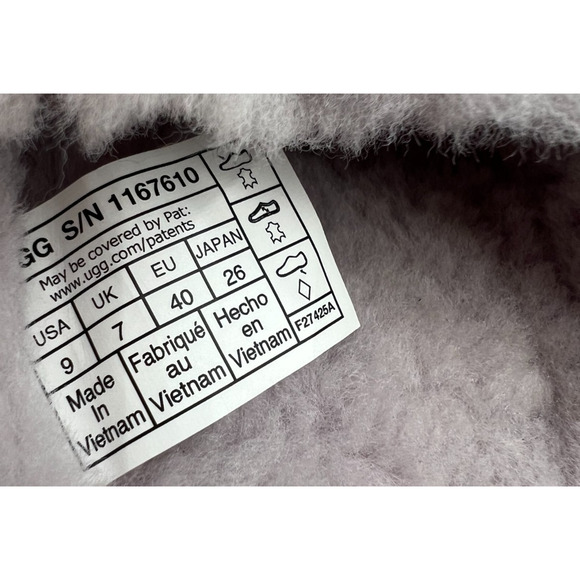 GG S/N 1167610
May be covered by Pat:
www.ugg.com/patents
USA UK EU JAPAN
9 7 40 26
Made In Vietnam
Fabriqué au Vietnam
Hecho en Vietnam
F27425A